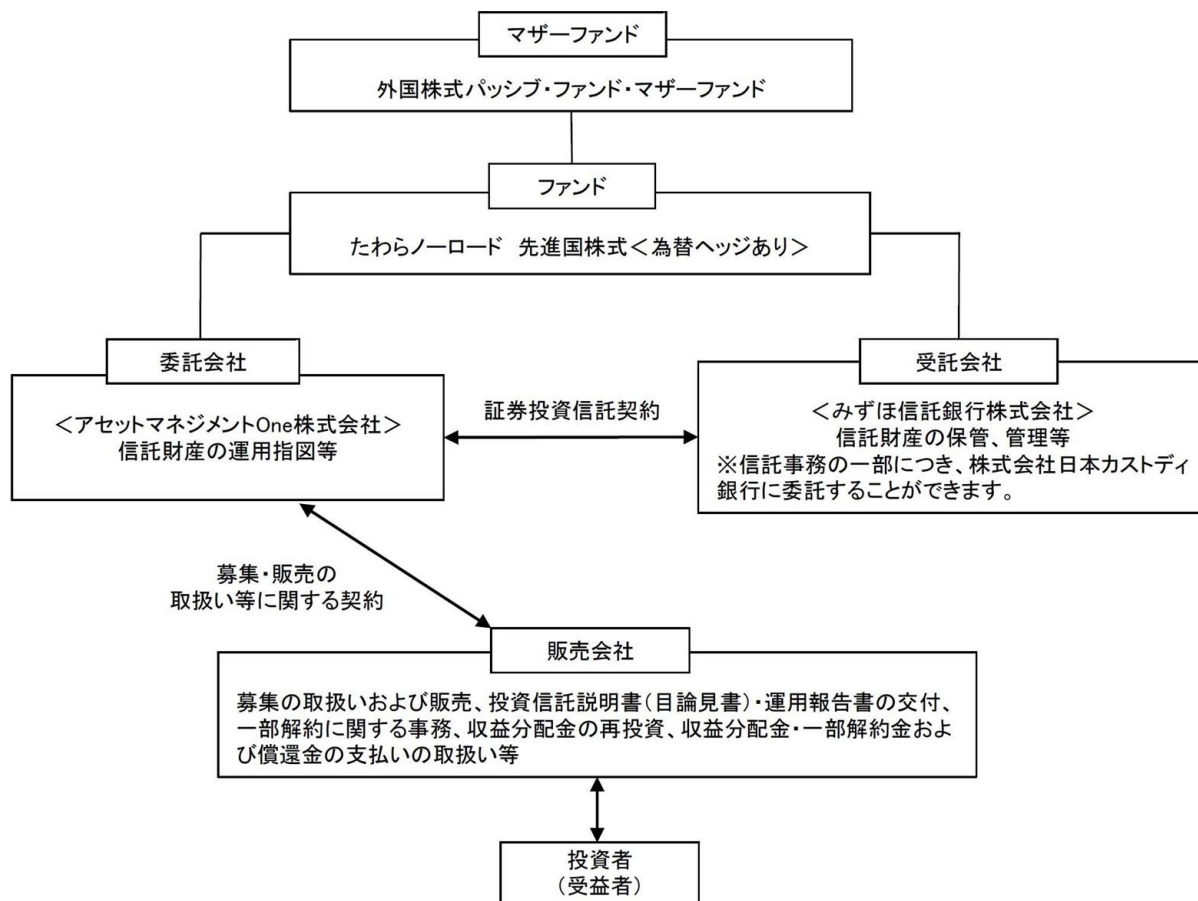 マザーファンド
外国株式パッシブ・ファンド・マザーファンド
ファンド
たわらノーロード 先進国株式＜為替ヘッジあり＞
委託会社
＜アセットマネジメントOne株式会社＞
信託財産の運用指図等
証券投資信託契約
受託会社
＜みずほ信託銀行株式会社＞
信託財産の保管、管理等
※信託事務の一部につき、株式会社日本カストディ
銀行に委託することができます。
募集・販売の
取扱い等に関する契約
販売会社
募集の取扱いおよび販売、投資信託説明書（目論見書）・運用報告書の交付、
一部解約に関する事務、収益分配金の再投資、収益分配金・一部解約金およ
び償還金の支払いの取扱い等
投資者
（受益者）